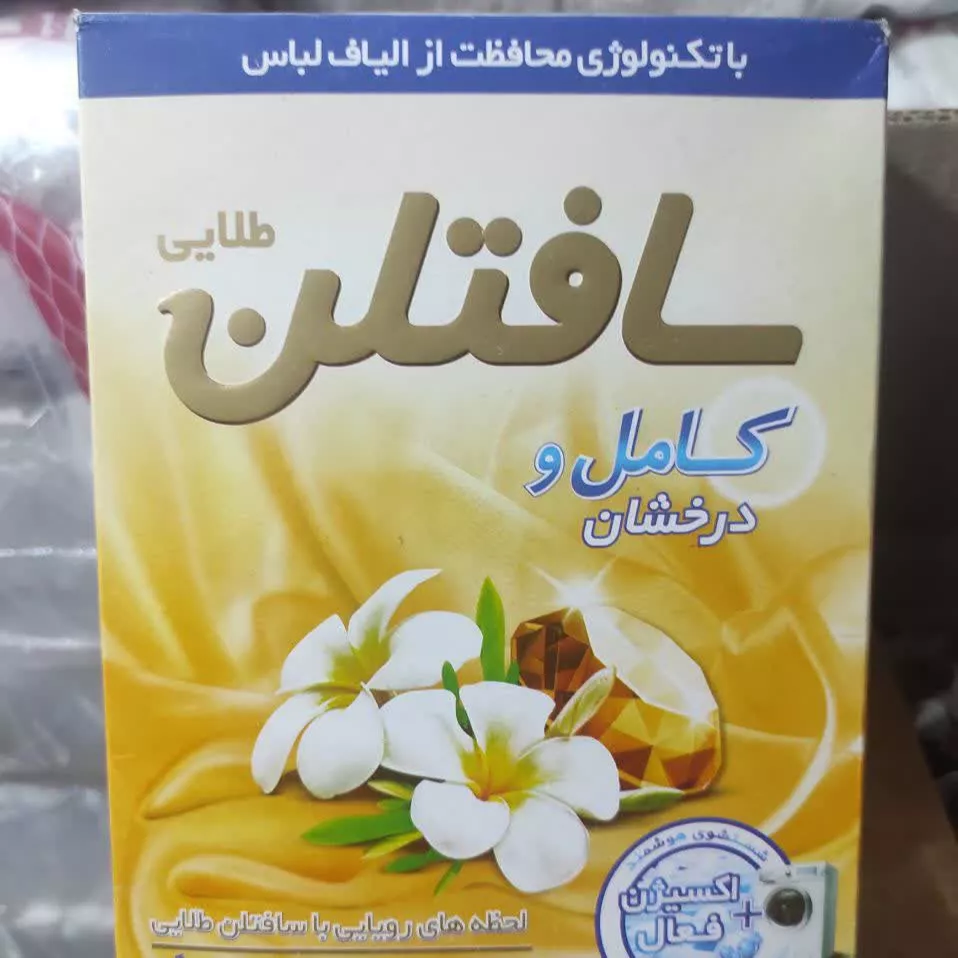 با تکنولوژی محافظت از الیاف لباس
سافتلن
طلایی
کامل و
درخشان
شستشوی هوشمند
اکسیژن
فعال +
لحظه های رویایی با سافتلن طلایی